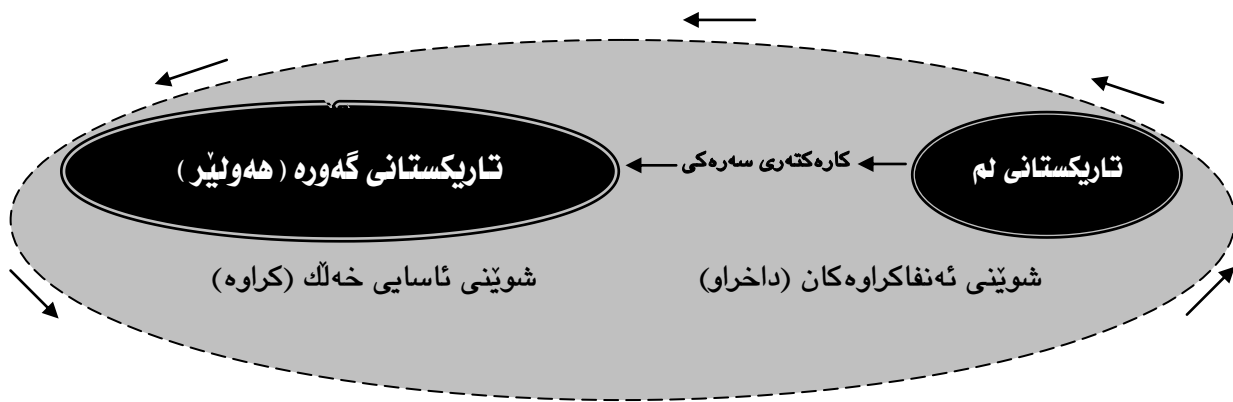 تاریکستانی لم
کارەکتەری سەرەکی
تاریکستانی گەورە (هەولێر)
شوێنی ئەنفاکراوەکان (داخراو)
شوێنی ئاسایی خەڵك (کراوە)